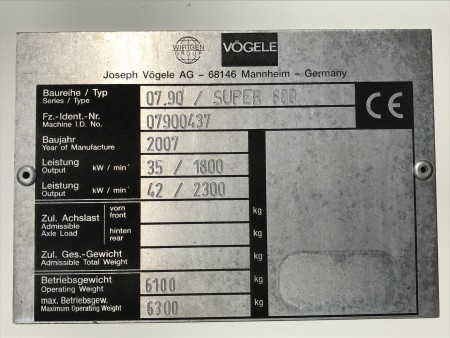 WIRTGEN GROUP
VÖGELE
Joseph Vögele AG – 68146 Mannheim – Germany
Baureihe / Typ
Series / Type
07.90 / SUPER 600
Fz.-Ident.-Nr.
Machine I.D. No.
07900437
CE
Baujahr
Year of Manufacture
2007
Leistung
Output
kW / min⁻¹
35 / 1800
Leistung
Output
kW / min⁻¹
42 / 2300
Zul. Achslast
Admissible
Axle Load
vorn
front
kg
hinten
rear
kg
Zul. Ges.-Gewicht
Admissible Total Weight
kg
Betriebsgewicht
Operating Weight
6100
kg
max. Betriebsgew.
Maximum Operating Weight
6300
kg